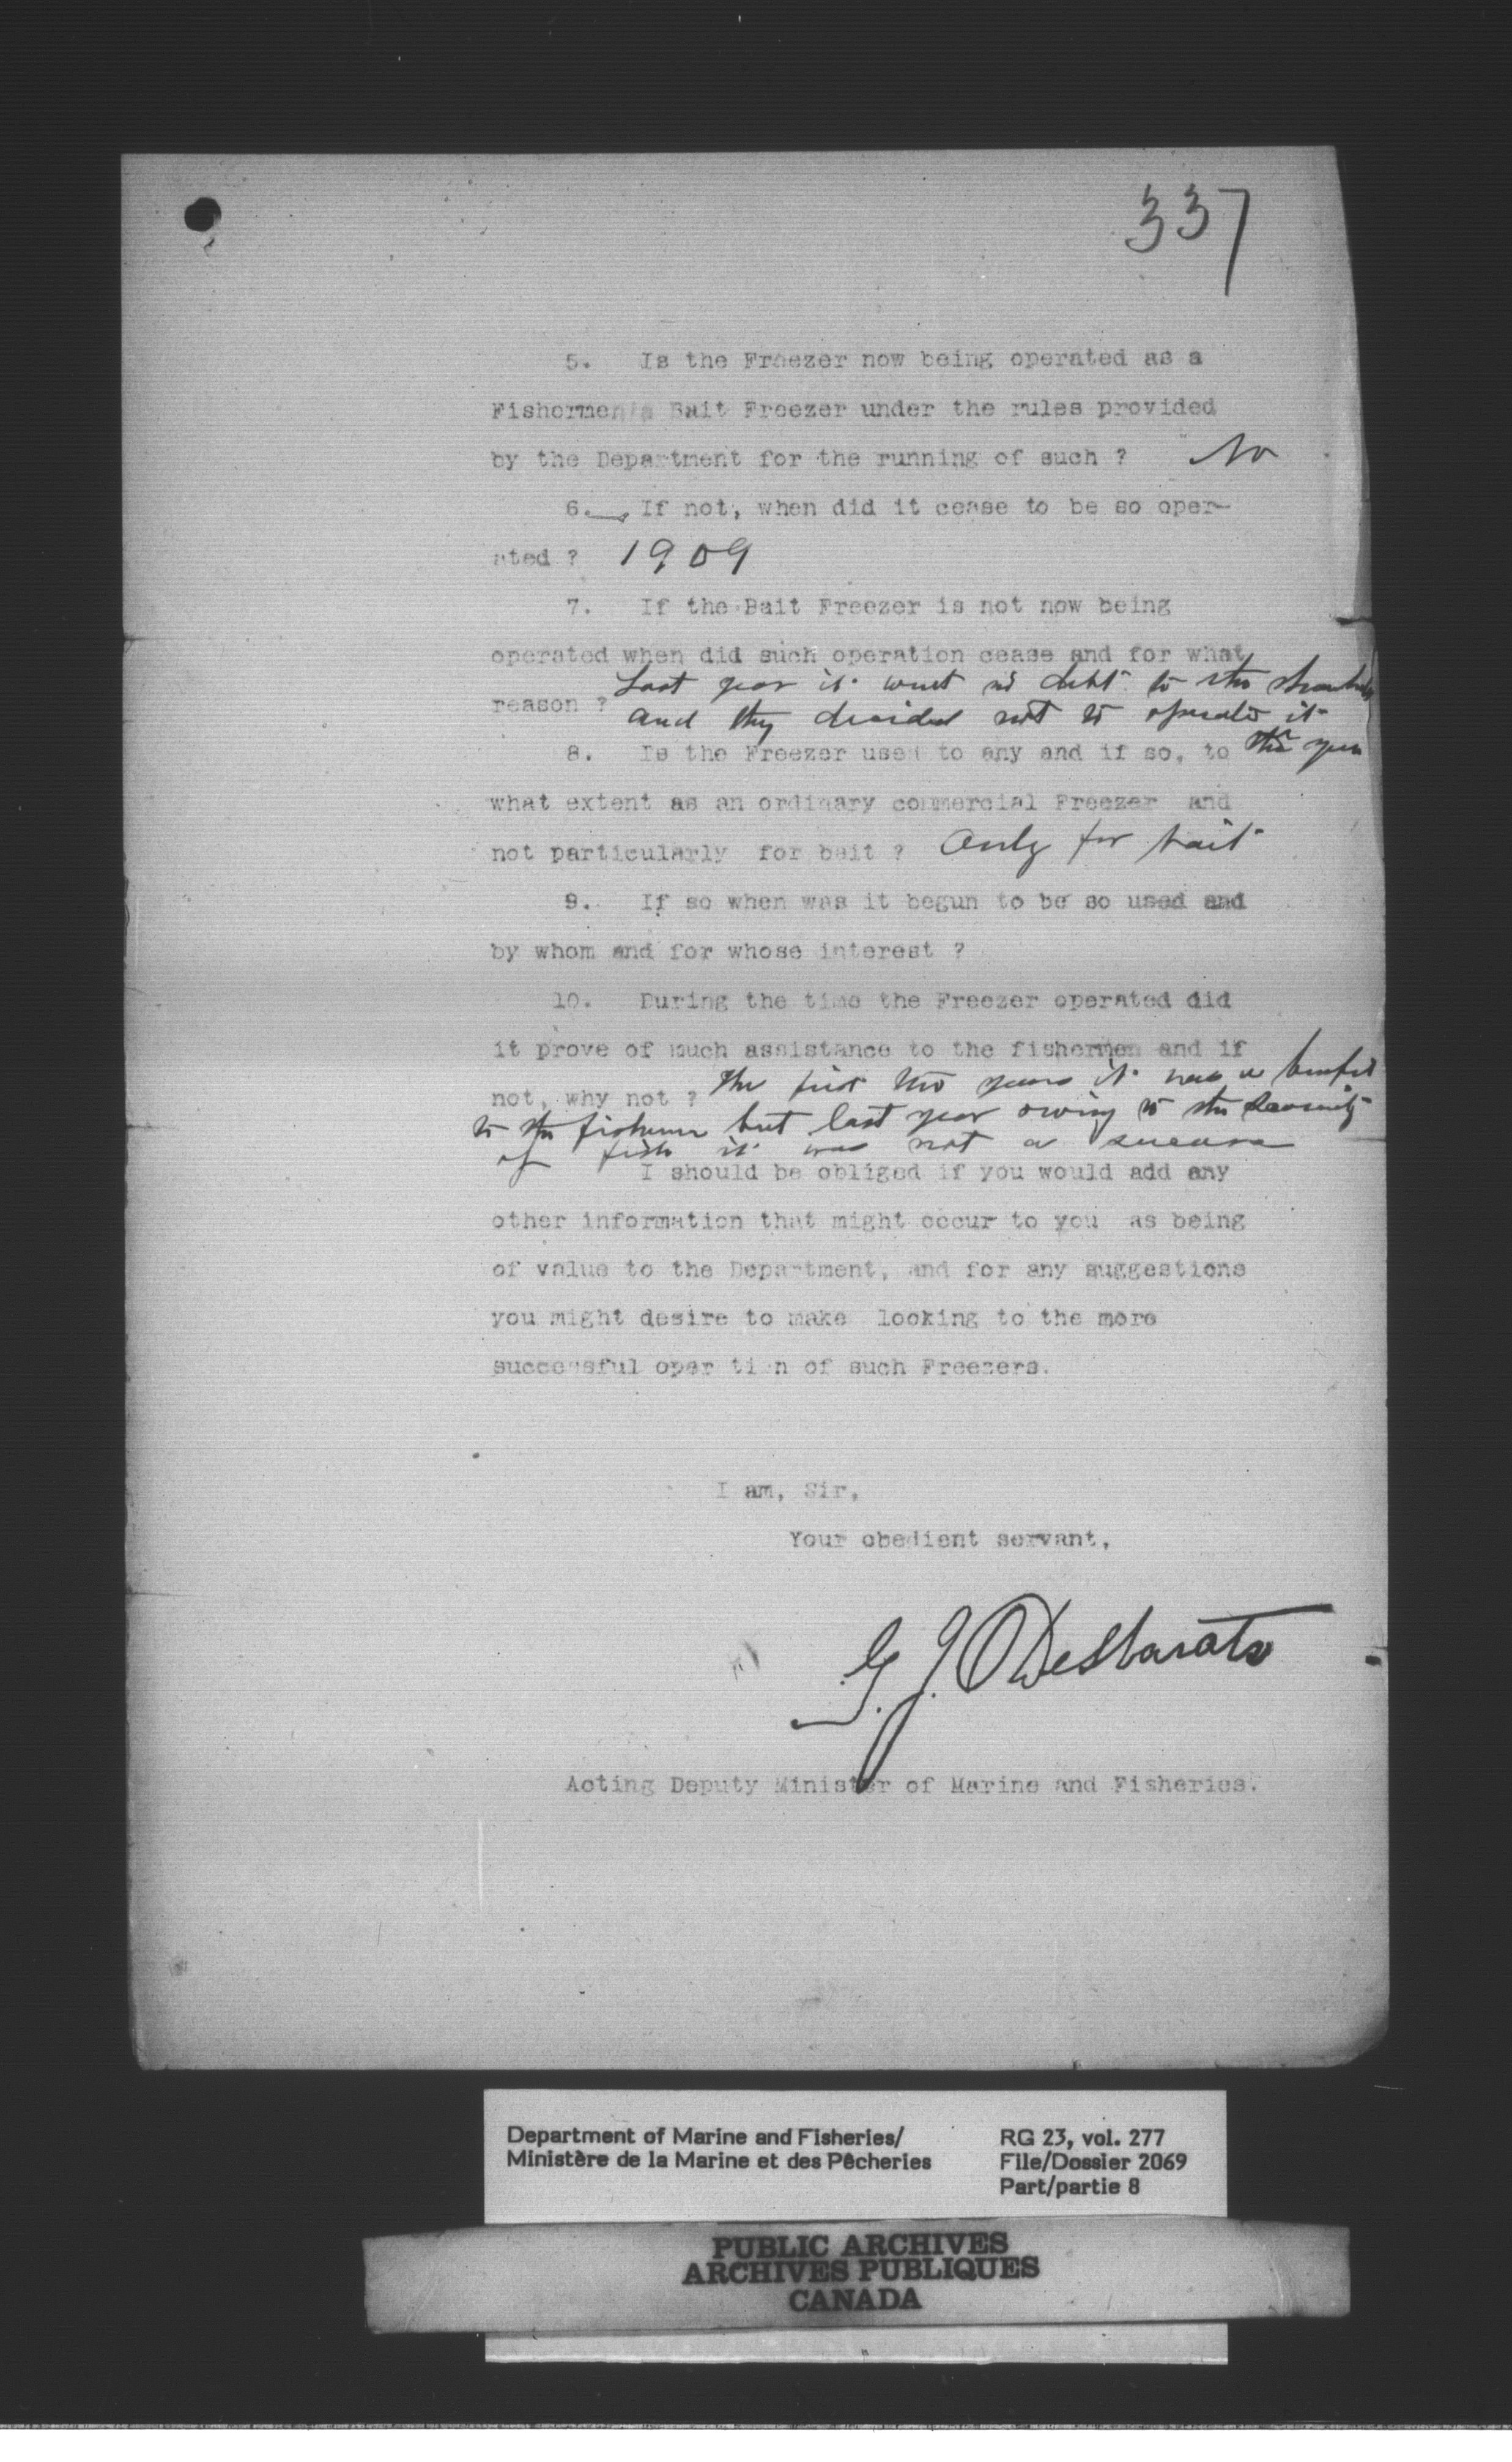 337
5. Is the Freezer now being operated as a
Fishermen's Bait Freezer under the rules provided
by the Department for the running of such ? No
6. If not, when did it cease to be so oper-
ated ? 1909
7. If the Bait Freezer is not now being
operated when did such operation cease and for what
reason ? Last year it went in debt to the
and they decided not to operate it
this year
8. Is the Freezer used to any and if so, to
what extent as an ordinary commercial Freezer and
not particularly for bait ? Only for bait
9. If so when was it begun to be so used and
by whom and for whose interest ?
10. During the time the Freezer operated did
it prove of much assistance to the fishermen and if
not, why not ? The first two years it was a benefit
to the fishermen but last year owing to the scarcity
of fish it was not a success
I should be obliged if you would add any
other information that might occur to you as being
of value to the Department, and for any suggestions
you might desire to make looking to the more
successful operation of such Freezers.
I am, Sir,
Your obedient servant,
G. J. Desbarats
Acting Deputy Minister of Marine and Fisheries.
Department of Marine and Fisheries/
Ministère de la Marine et des Pêcheries
RG 23, vol. 277
File/Dossier 2069
Part/partie 8
PUBLIC ARCHIVES
ARCHIVES PUBLIQUES
CANADA